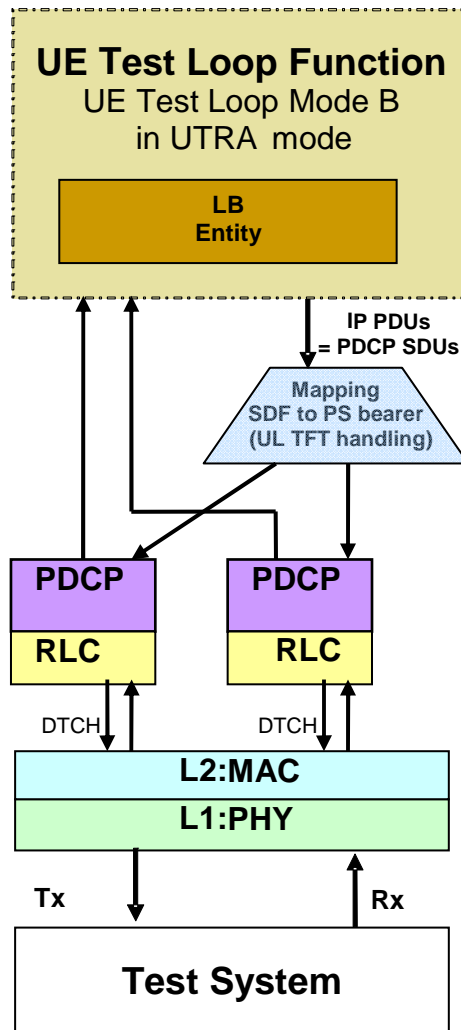 UE Test Loop Function
UE Test Loop Mode B
in UTRA mode
LB
Entity
IP PDUs
= PDCP SDUs
Mapping
SDF to PS bearer
(UL TFT handling)
PDCP
PDCP
RLC
RLC
DTCH
DTCH
L2:MAC
L1:PHY
Tx
Rx
Test System